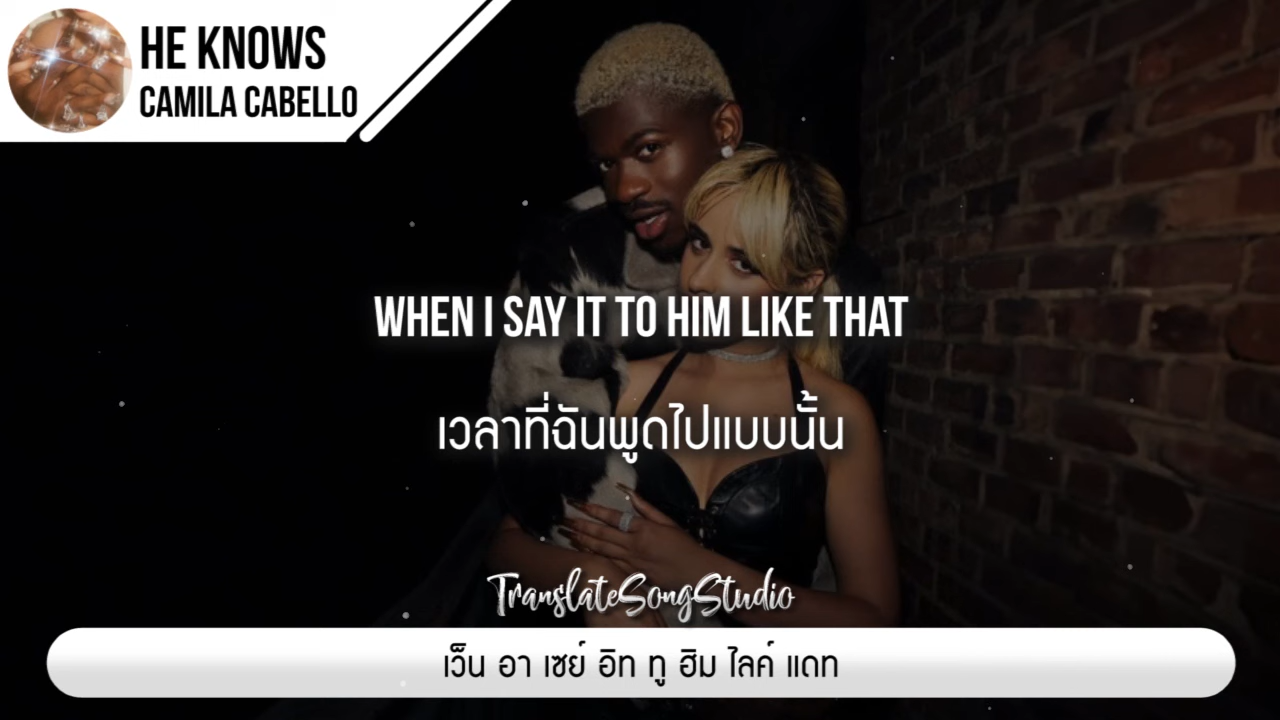 HE KNOWS
CAMILA CABELLO
WHEN I SAY IT TO HIM LIKE THAT
เวลาที่ฉันพูดไปแบบนั้น
TranslateSongStudio
เว็น อา เซย์ อิท ทู ฮิม ไลค์ แดท